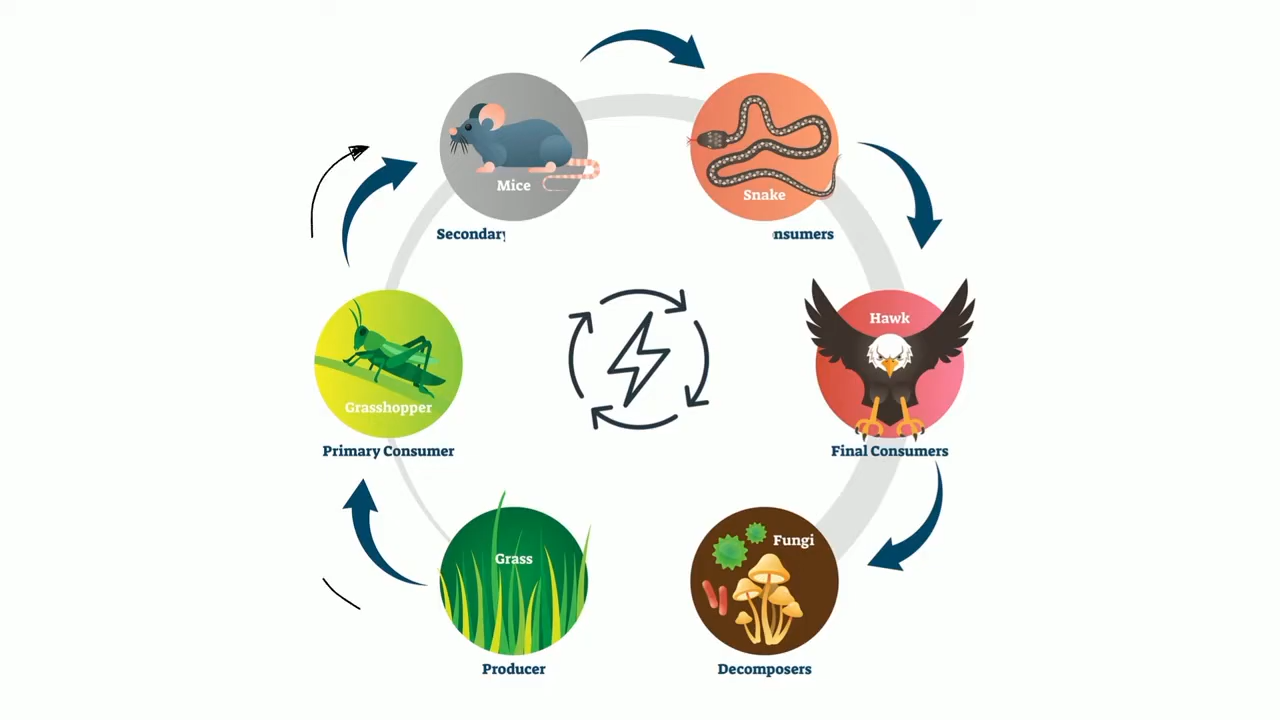 Mice
Secondary
Snake
nsumers
Hawk
Final Consumers
Grasshopper
Primary Consumer
Grass
Producer
Fungi
Decomposers